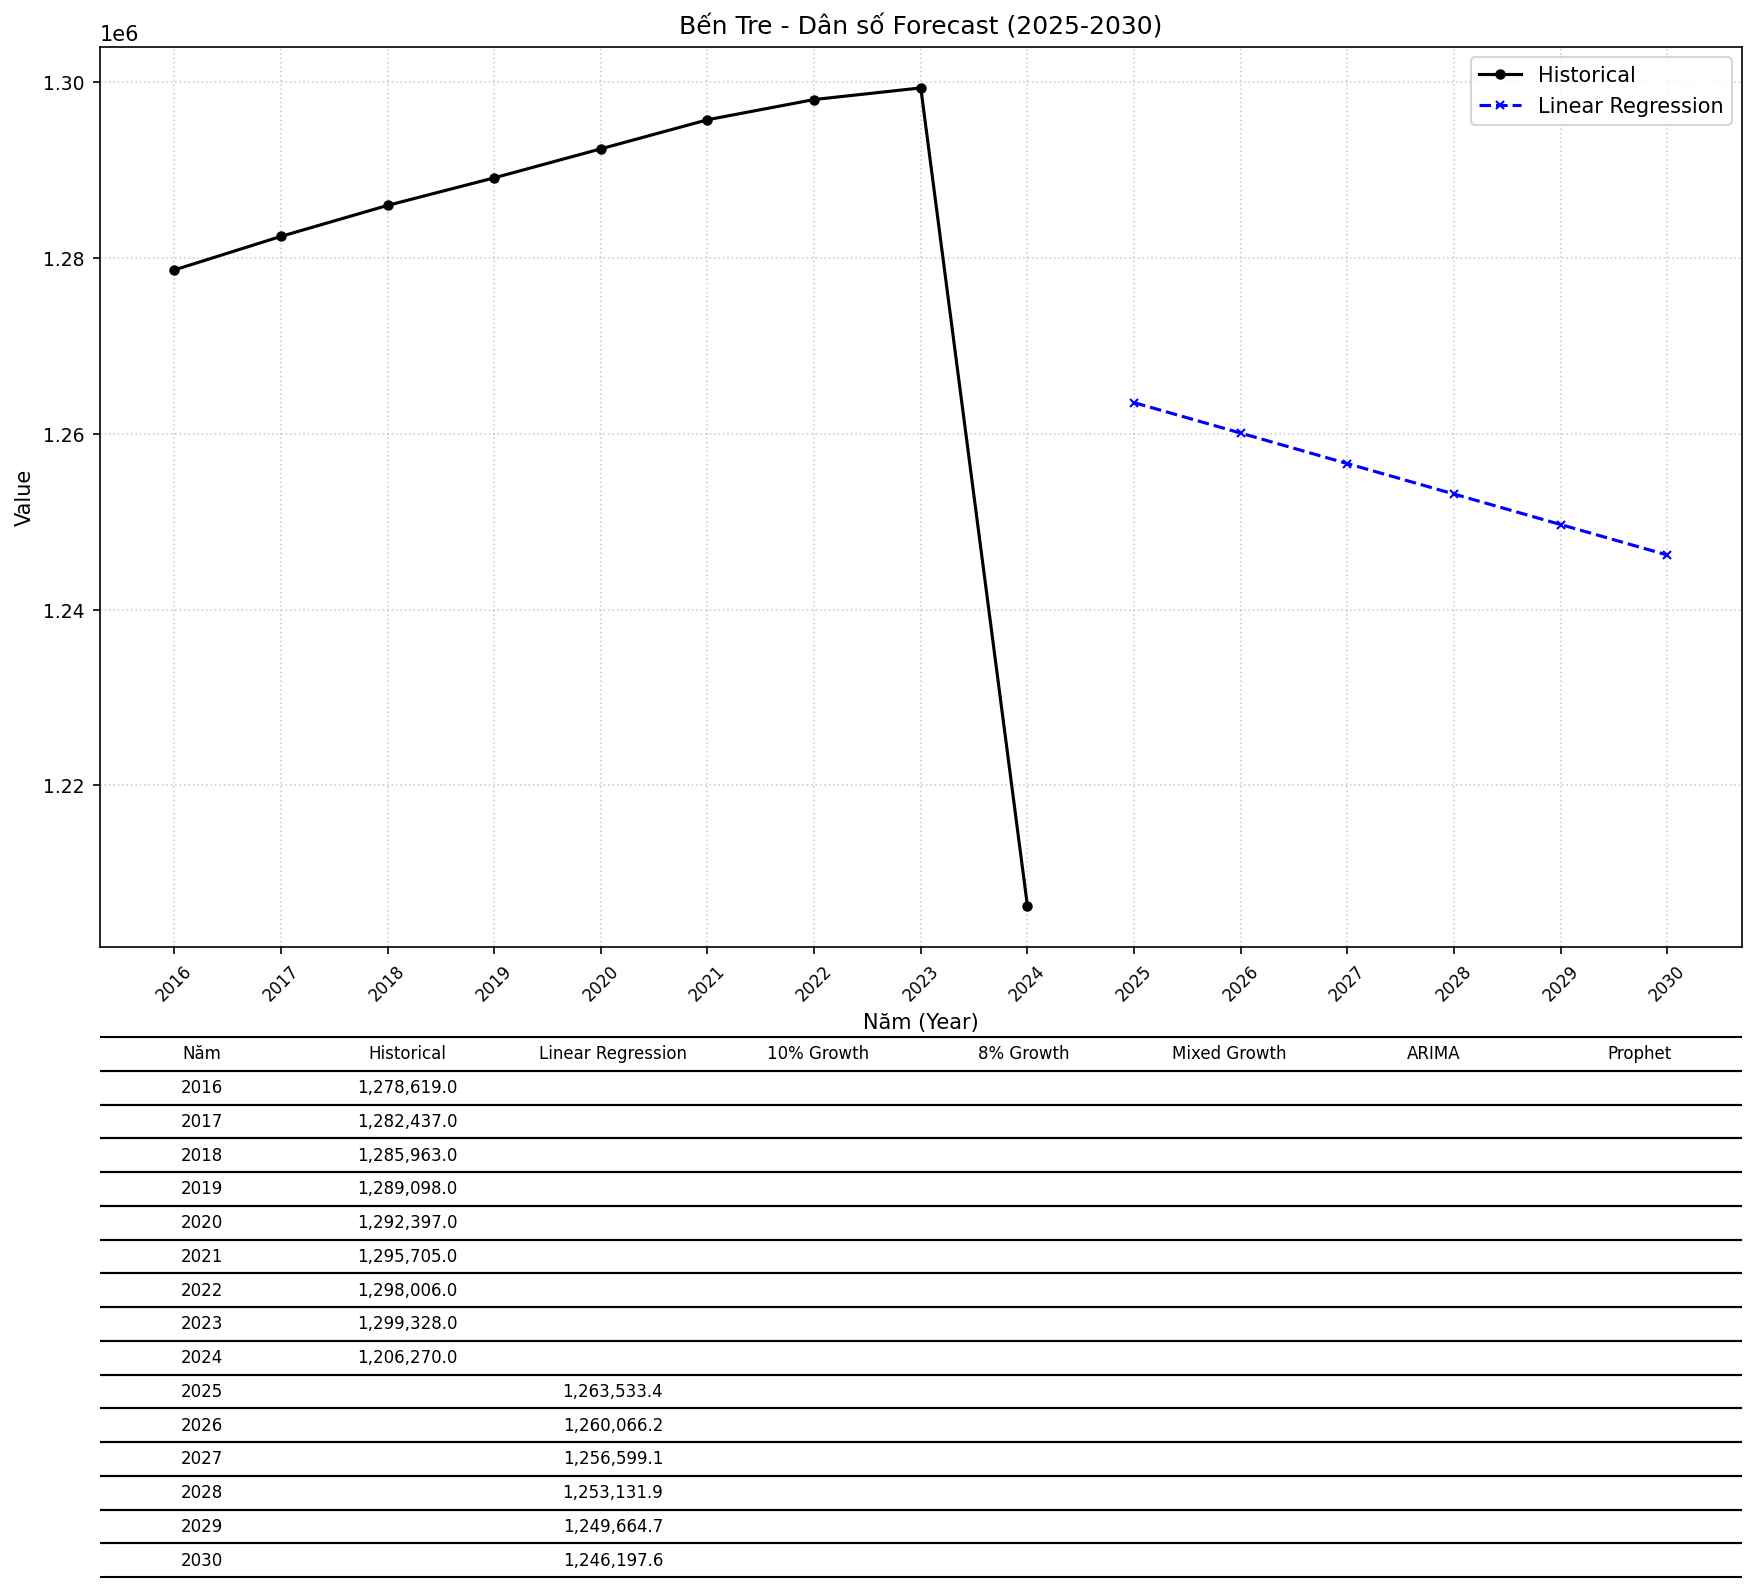 Bến Tre - Dân số Forecast (2025-2030)
1e6
1.30
1.28
1.26
1.24
1.22
Value
Historical
Linear Regression
2016 2017 2018 2019 2020 2021 2022 2023 2024 2025 2026 2027 2028 2029 2030
Năm (Year)
Năm Historical Linear Regression 10% Growth 8% Growth Mixed Growth ARIMA Prophet
2016 1,278,619.0
2017 1,282,437.0
2018 1,285,963.0
2019 1,289,098.0
2020 1,292,397.0
2021 1,295,705.0
2022 1,298,006.0
2023 1,299,328.0
2024 1,206,270.0
2025 1,263,533.4
2026 1,260,066.2
2027 1,256,599.1
2028 1,253,131.9
2029 1,249,664.7
2030 1,246,197.6